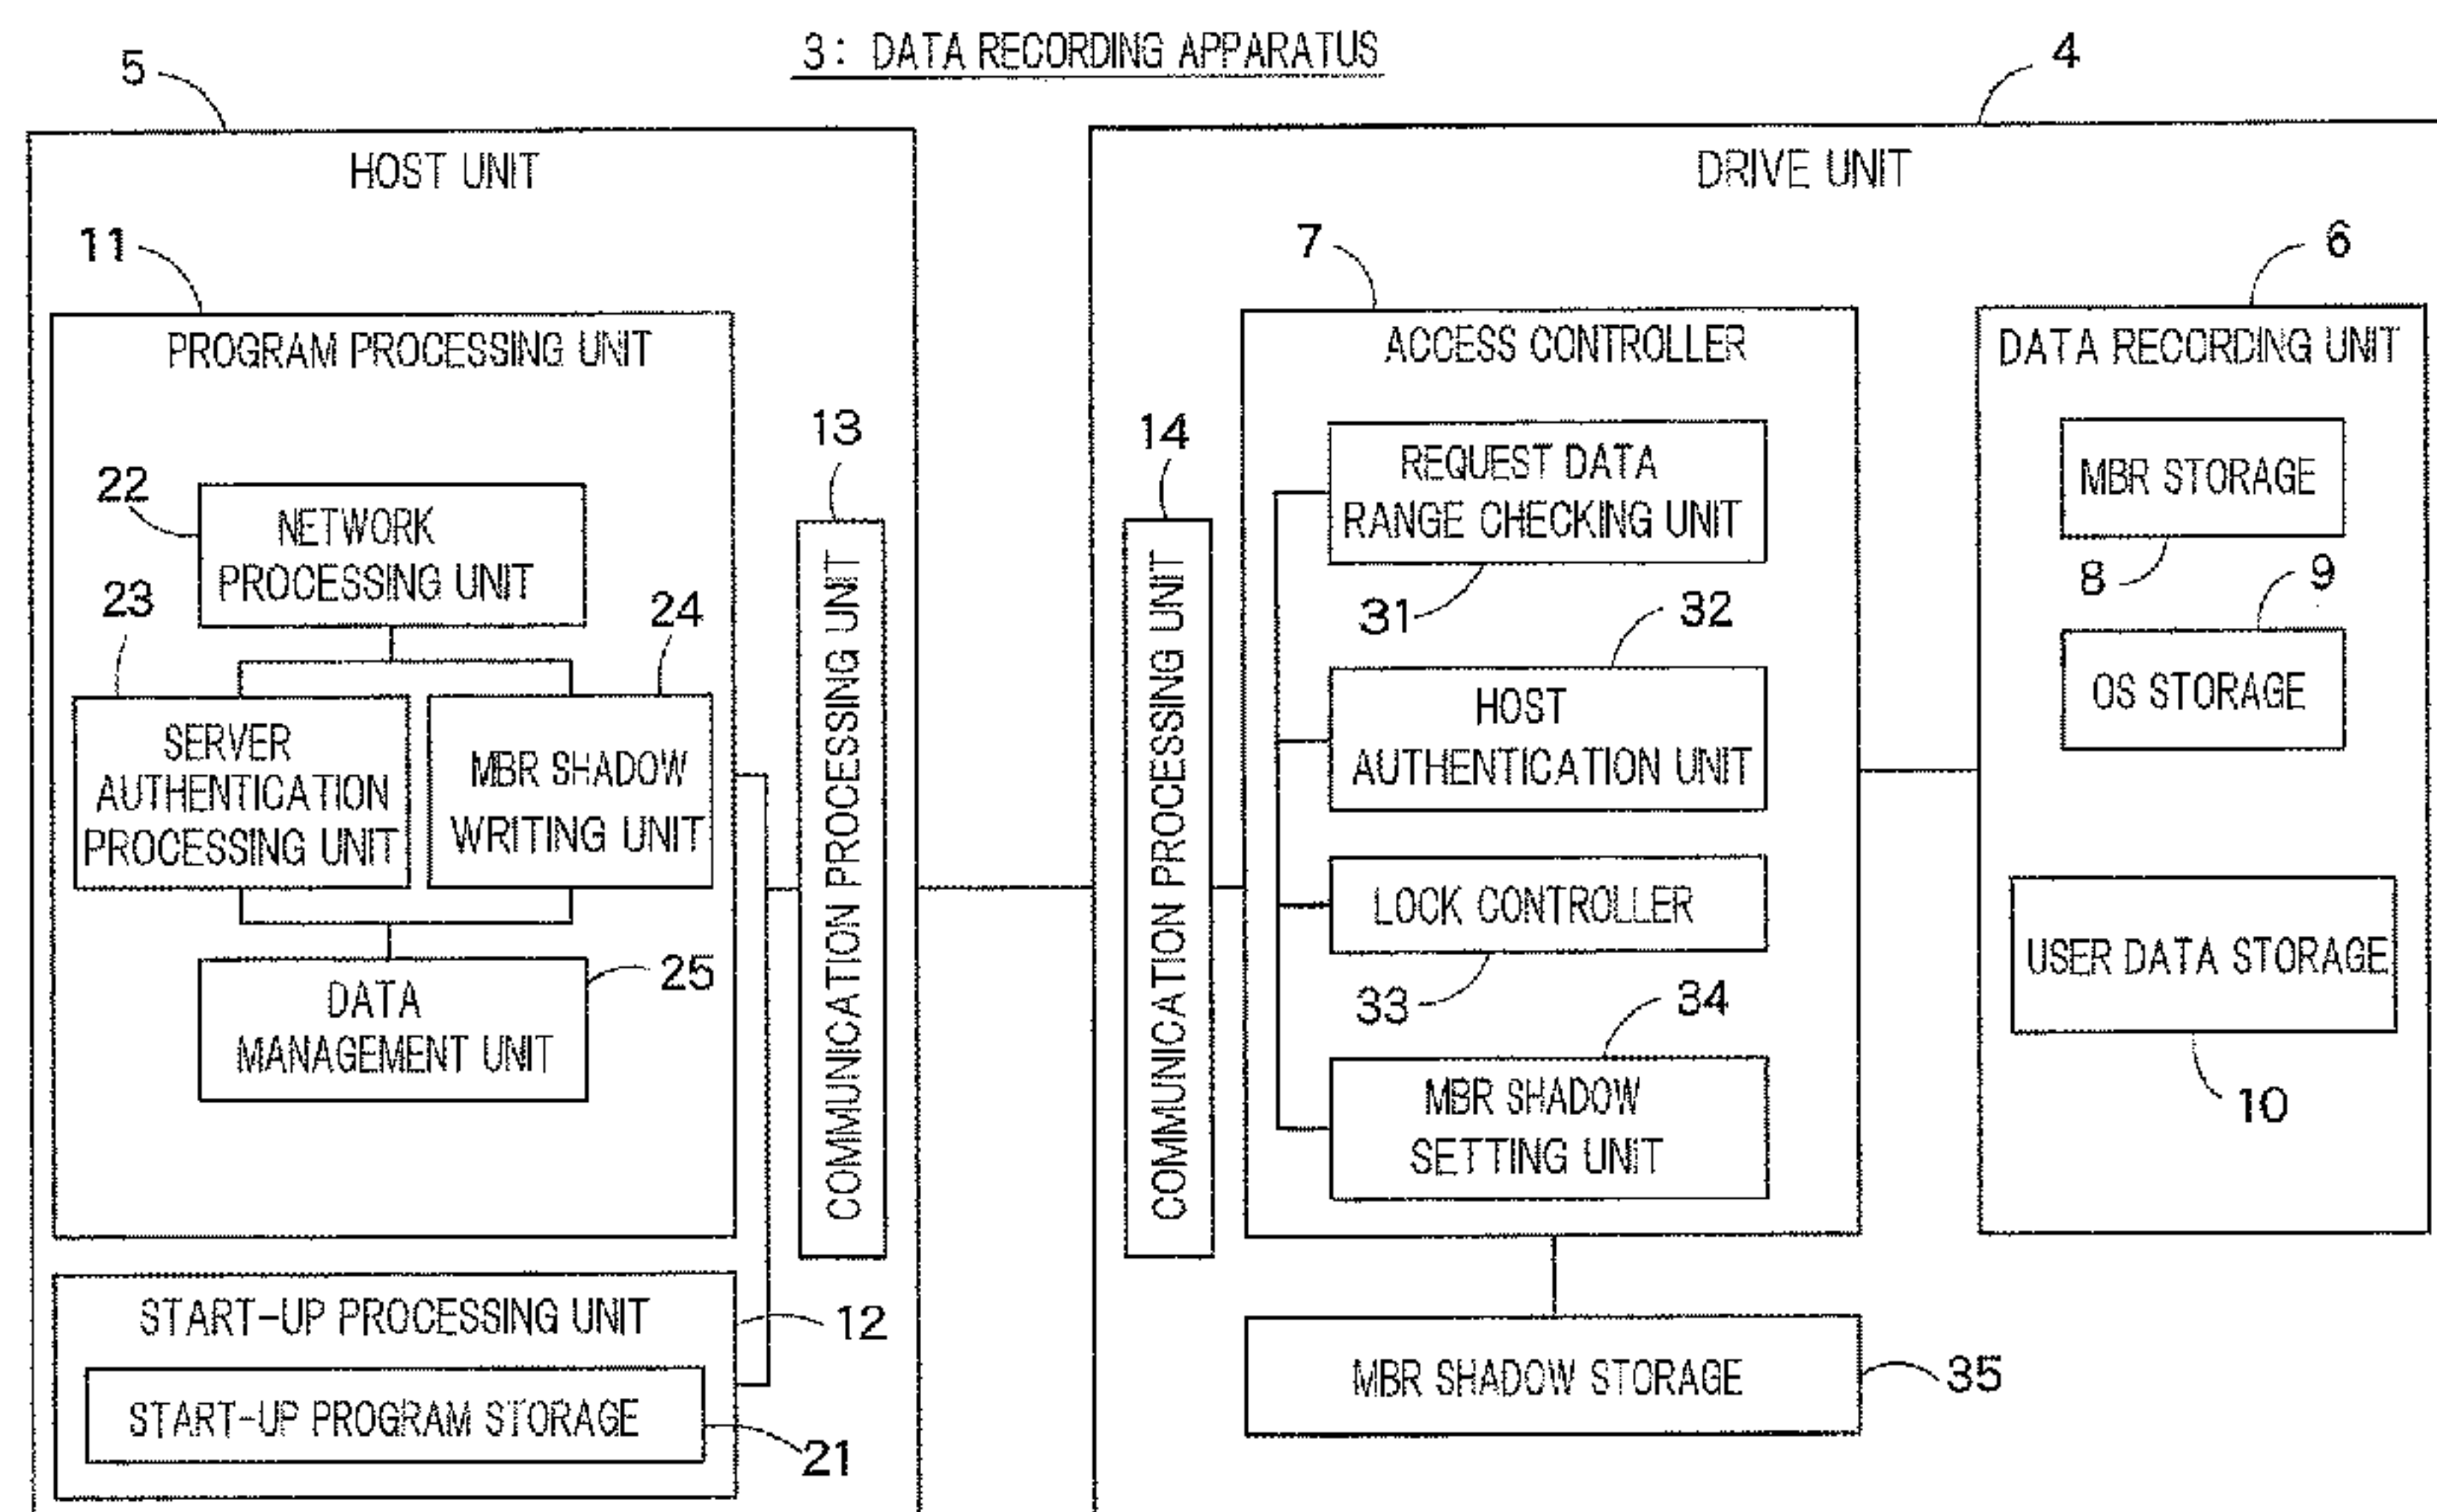 3: DATA RECORDING APPARATUS
5
4
HOST UNIT
DRIVE UNIT
11
7
6
PROGRAM PROCESSING UNIT
ACCESS CONTROLLER
DATA RECORDING UNIT
13
14
22
NETWORK
PROCESSING UNIT
REQUEST DATA
RANGE CHECKING UNIT
31
MBR STORAGE
8
9
23
24
32
SERVER
AUTHENTICATION
PROCESSING UNIT
MBR SHADOW
WRITING UNIT
COMMUNICATION PROCESSING UNIT
COMMUNICATION PROCESSING UNIT
HOST
AUTHENTICATION UNIT
OS STORAGE
LOCK CONTROLLER
33
USER DATA STORAGE
10
25
DATA
MANAGEMENT UNIT
34
MBR SHADOW
SETTING UNIT
START-UP PROCESSING UNIT
12
START-UP PROGRAM STORAGE
21
MBR SHADOW STORAGE
35